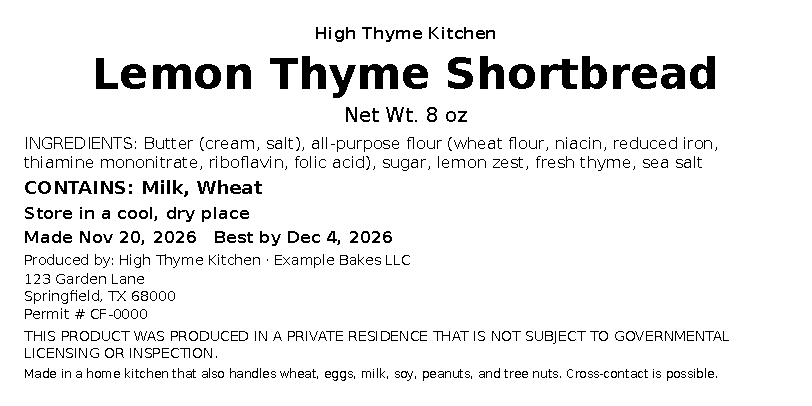 High Thyme Kitchen
Lemon Thyme Shortbread
Net Wt. 8 oz
INGREDIENTS: Butter (cream, salt), all-purpose flour (wheat flour, niacin, reduced iron,
thiamine mononitrate, riboflavin, folic acid), sugar, lemon zest, fresh thyme, sea salt
CONTAINS: Milk, Wheat
Store in a cool, dry place
Made Nov 20, 2026   Best by Dec 4, 2026
Produced by: High Thyme Kitchen · Example Bakes LLC
123 Garden Lane
Springfield, TX 68000
Permit # CF-0000
THIS PRODUCT WAS PRODUCED IN A PRIVATE RESIDENCE THAT IS NOT SUBJECT TO GOVERNMENTAL
LICENSING OR INSPECTION.
Made in a home kitchen that also handles wheat, eggs, milk, soy, peanuts, and tree nuts. Cross-contact is possible.